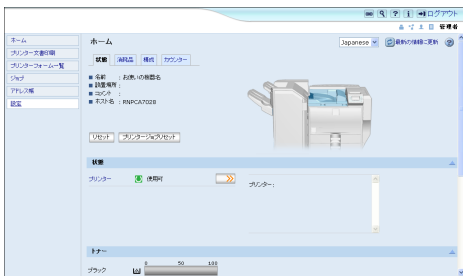 ? i ログアウト
管理者
ホーム
プリンター文書印刷
プリンターフォーム一覧
ジョブ
アドレス帳
設定
ホーム
Japanese
最新の情報に更新
状態 消耗品 構成 カウンター
名前 : お使いの機器名
設置場所 :
コメント :
ホスト名 : RNPCA7028
リセット プリンタージョブリセット
状態
プリンター 使用可
プリンター :
トナー
0 50 100
ブラック